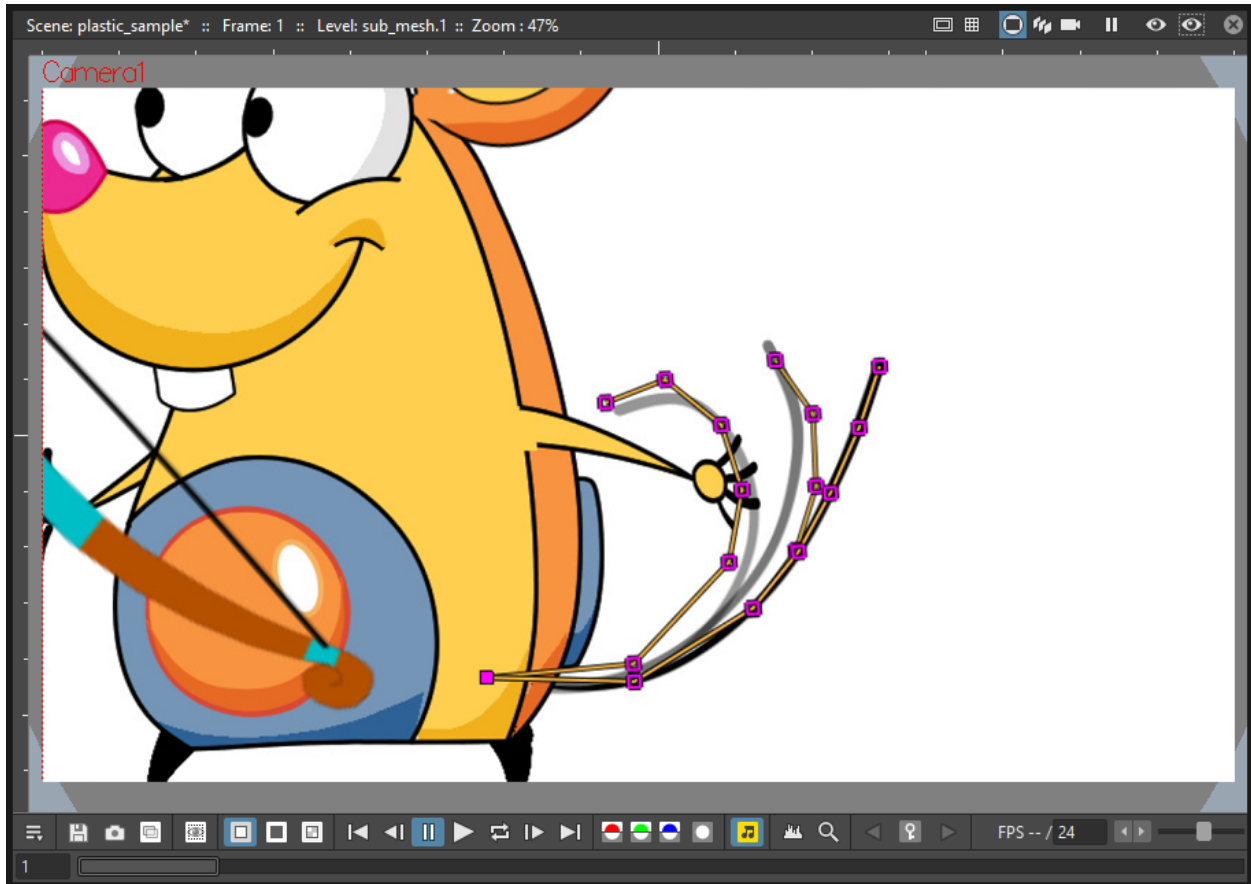 Scene: plastic_sample* :: Frame: 1 :: Level: sub_mesh.1 :: Zoom : 47%
Camera1
FPS -- / 24
1